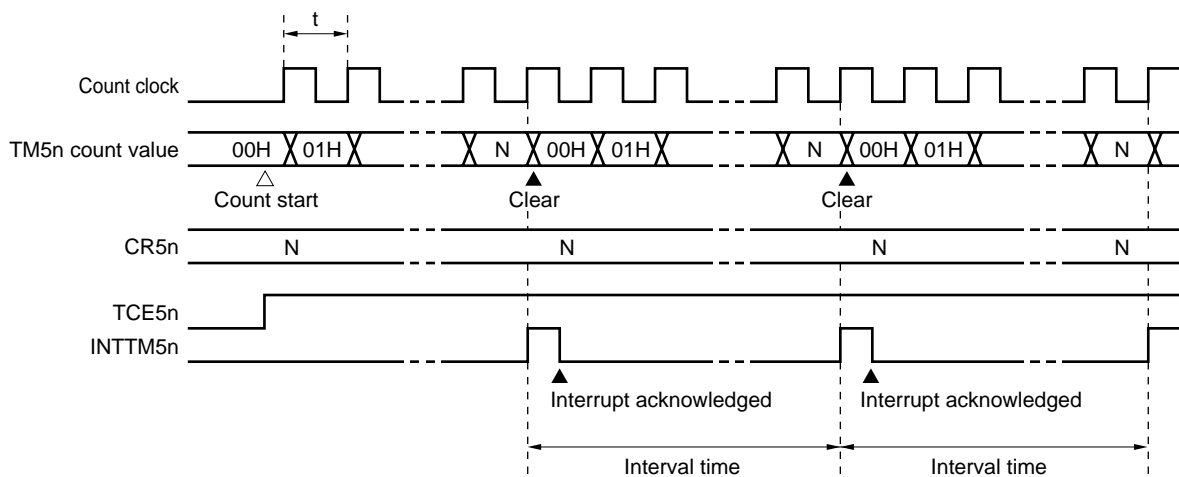 t
Count clock
TM5n count value 00H 01H N 00H 01H N 00H 01H N
Count start Clear Clear
CR5n N N N N
TCE5n
INTTM5n
Interrupt acknowledged Interrupt acknowledged
Interval time Interval time